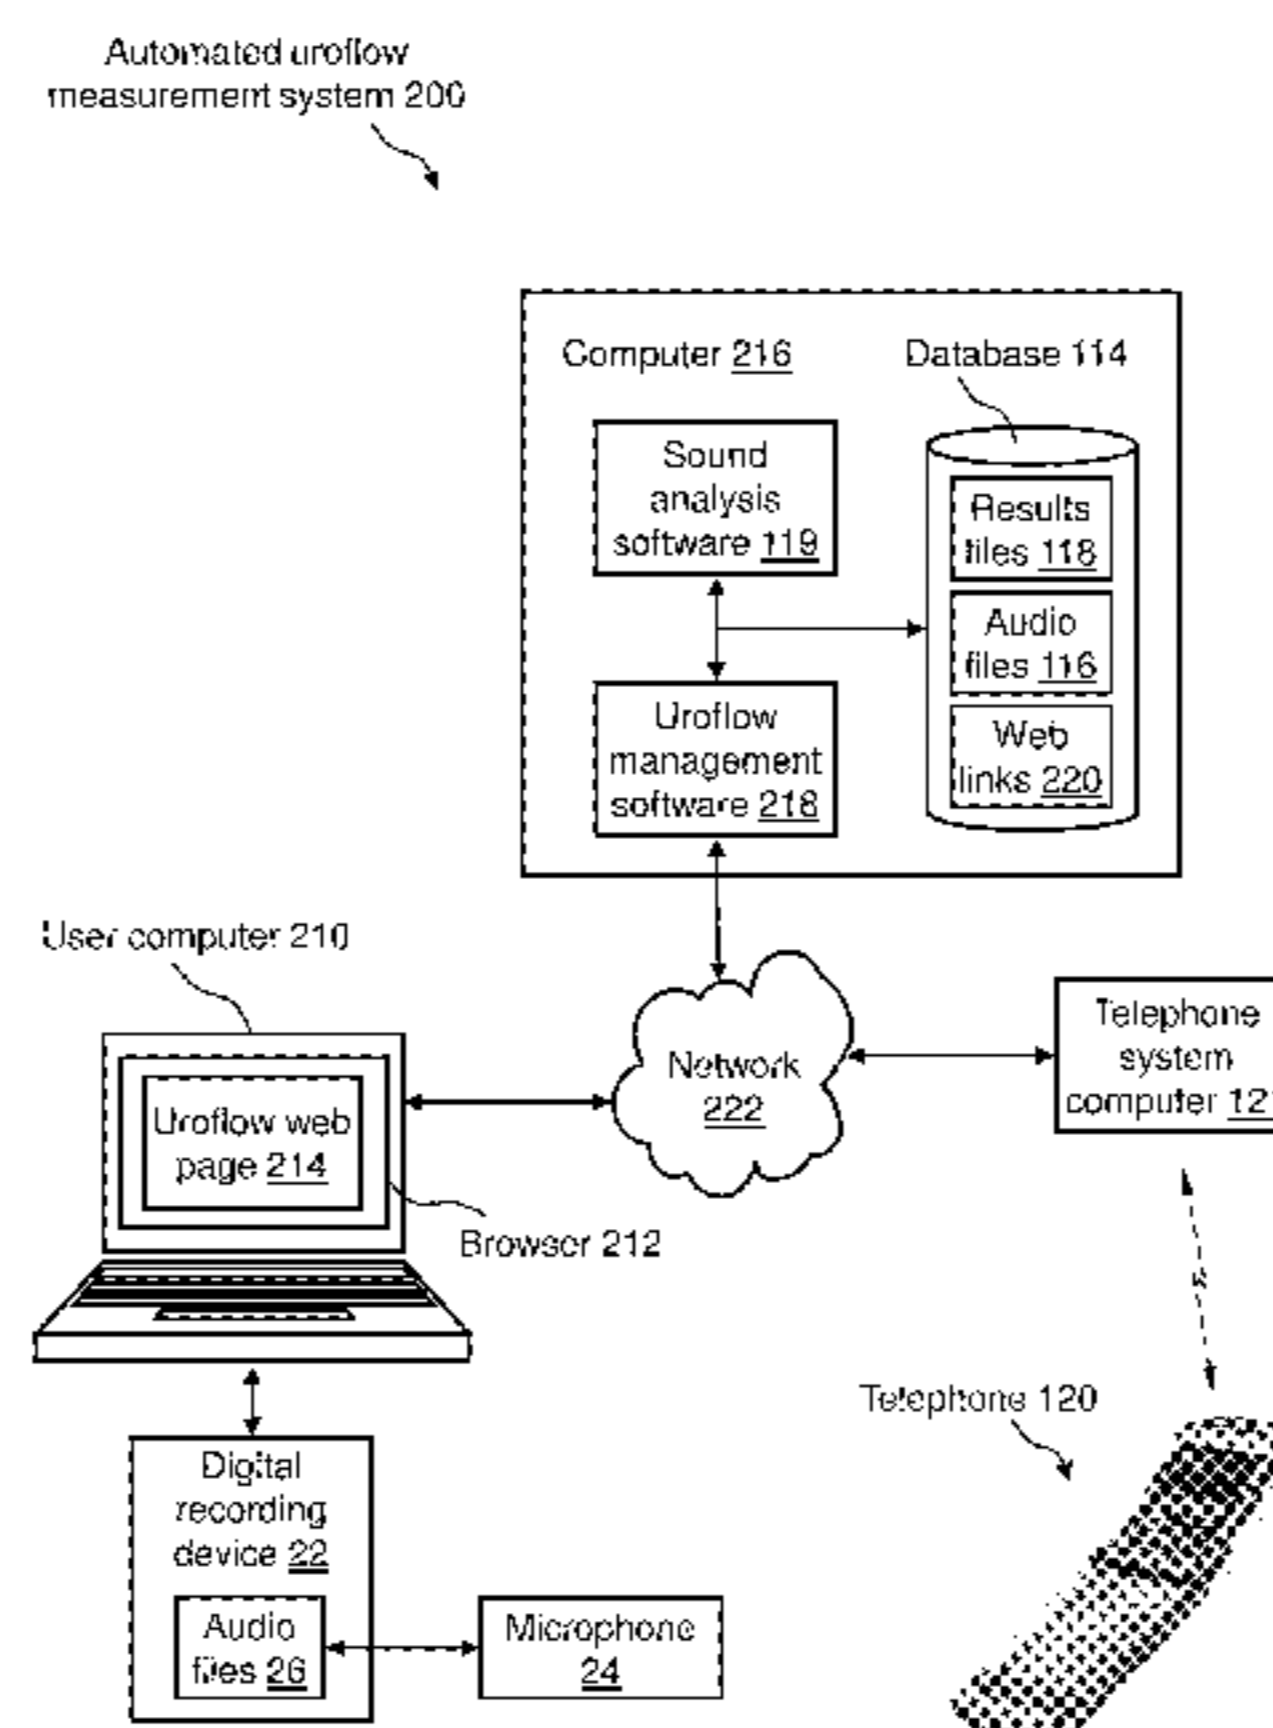 Automated uroflow
measurement system 200
Computer 216
Database 114
Sound
analysis
software 119
Results
files 118
Audio
files 116
Web
links 220
Uroflow
management
software 218
User computer 210
Uroflow web
page 214
Browser 212
Network
222
Telephone
system
computer
Telephone 120
Digital
recording
device 22
Audio
files 26
Microphone
24